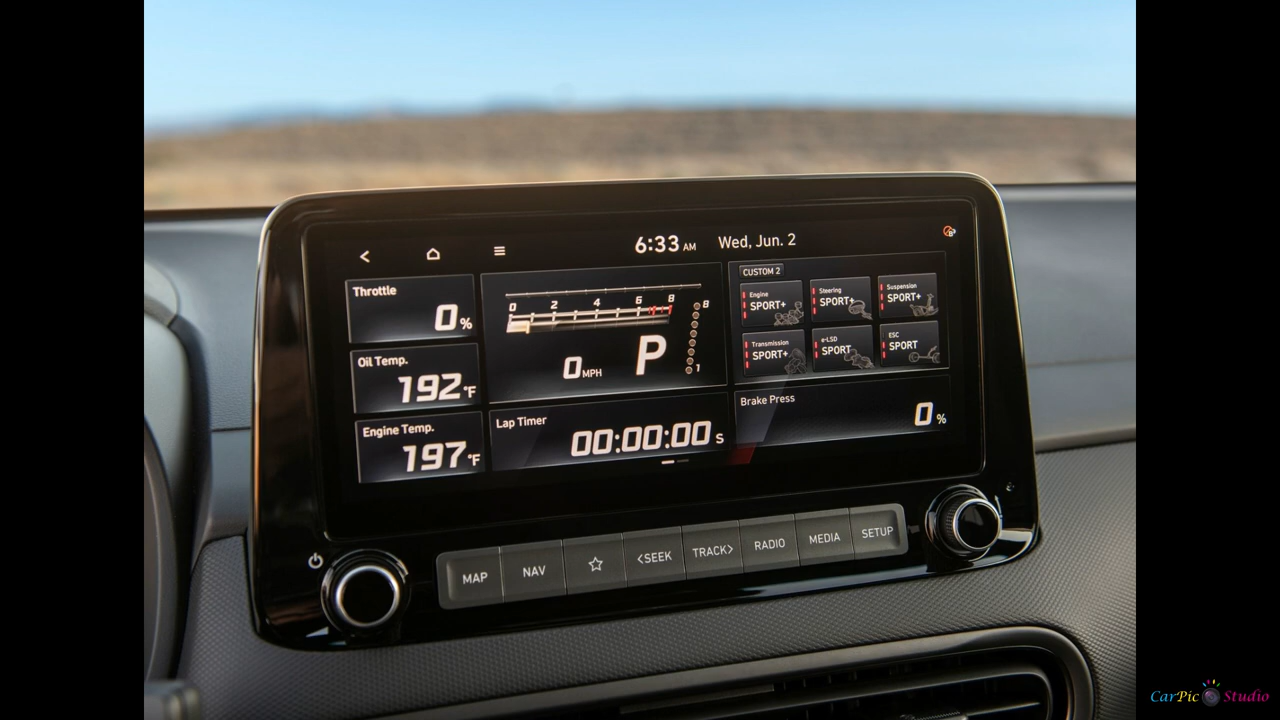 6:33 AM Wed, Jun. 2
Throttle
0 %
Oil Temp.
192 °F
Engine Temp.
197 °F
0 2 4 6 8
8
1
0 MPH
P
Lap Timer
00:00:00 S
CUSTOM 2
Engine
SPORT+
Steering
SPORT+
Suspension
SPORT+
Transmission
SPORT+
e-LSD
SPORT
ESC
SPORT
Brake Press
0 %
MAP NAV <SEEK TRACK> RADIO MEDIA SETUP
CarPic Studio